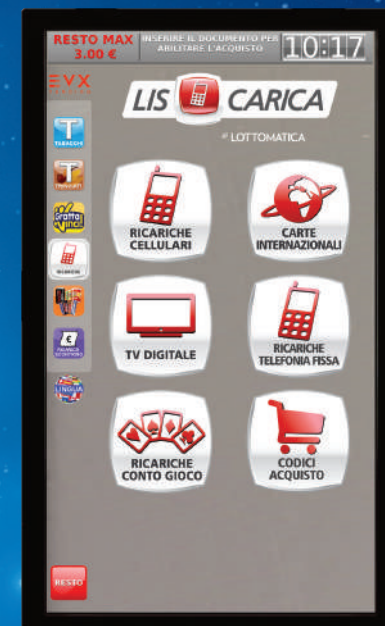 RESTO MAX
3.00 €
INSERIRE IL DOCUMENTO PER
ABILITARE L'ACQUISTO
10:17
EVX
LIS CARICA
LOTTOMATICA
T
TABACCHI
T
Gratta
Vinci
RICARICHE
€
LINGUA
RICARICHE
CELLULARI
CARTE
INTERNAZIONALI
TV DIGITALE
RICARICHE
TELEFONIA FISSA
RICARICHE
CONTO GIOCO
CODICI
ACQUISTO
RESTO